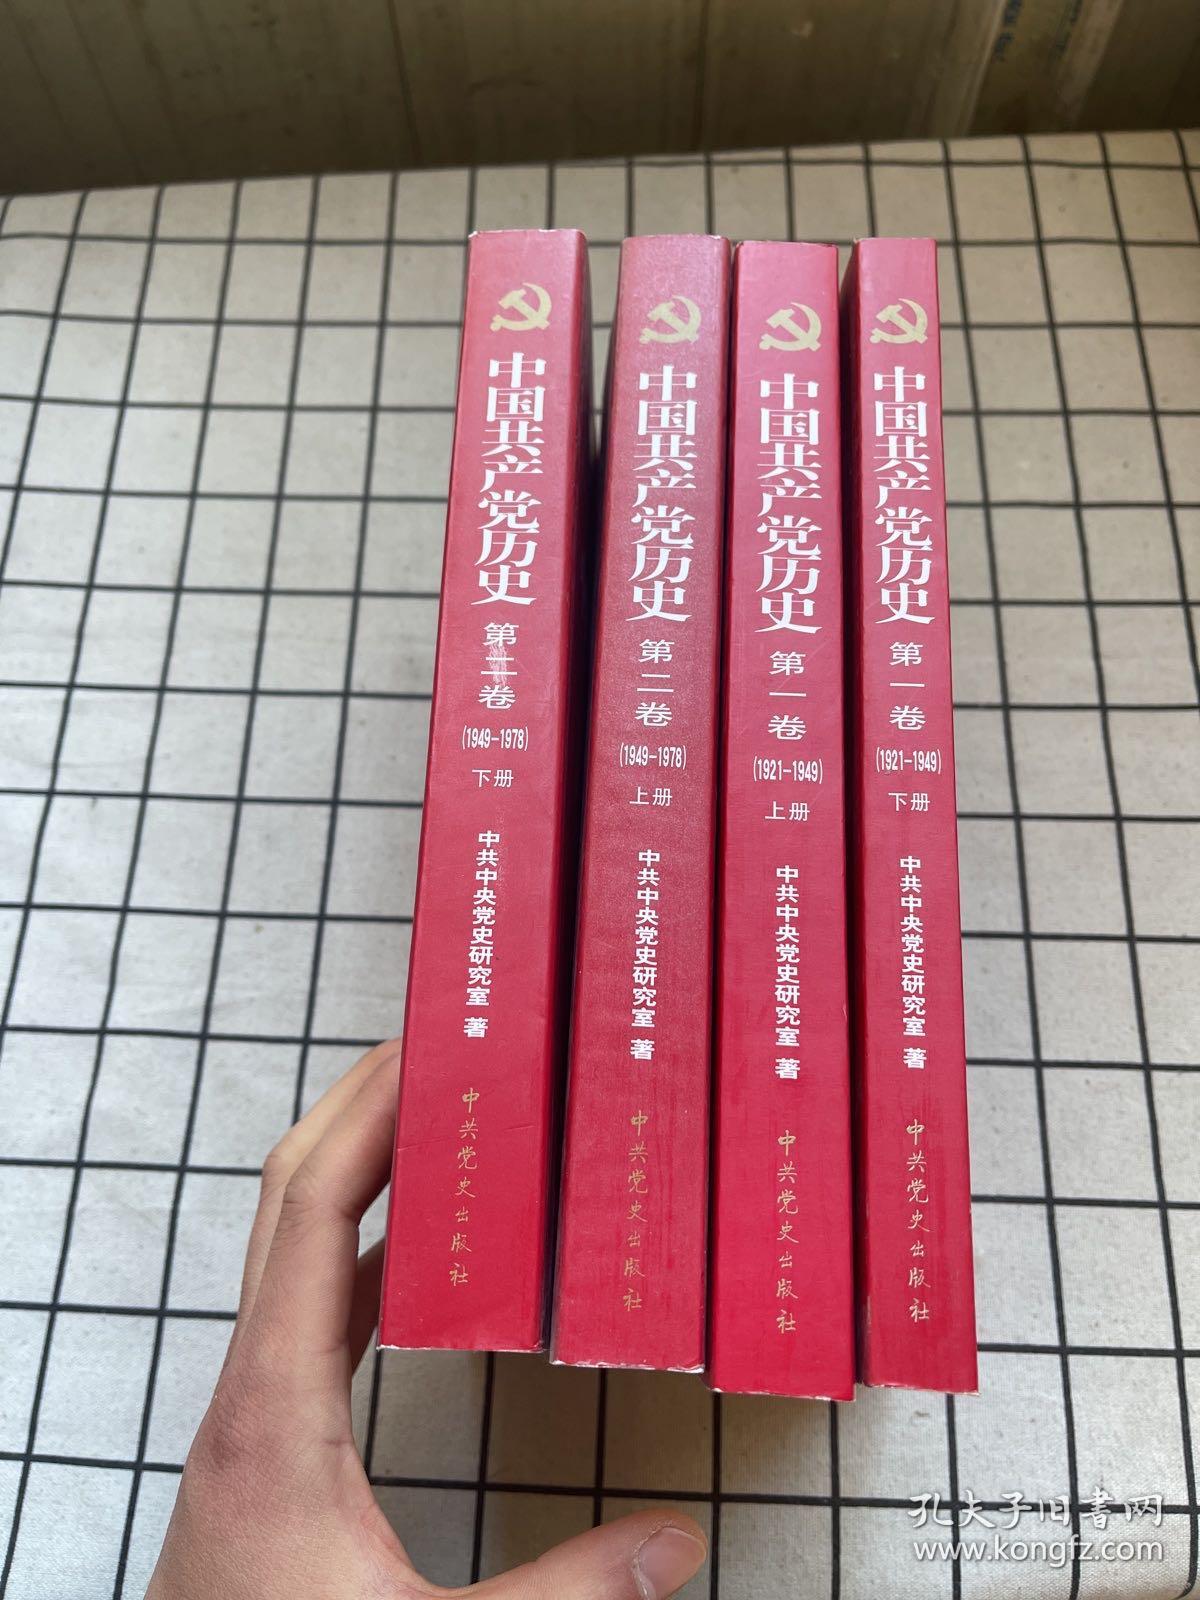 中国共产党历史
第二卷
(1949-1978)
下册
中共中央党史研究室 著
中共党史出版社
中国共产党历史
第二卷
(1949-1978)
上册
中共中央党史研究室 著
中共党史出版社
中国共产党历史
第一卷
(1921-1949)
上册
中共中央党史研究室 著
中共党史出版社
中国共产党历史
第一卷
(1921-1949)
下册
中共中央党史研究室 著
中共党史出版社
孔夫子旧书网
www.kongfz.com